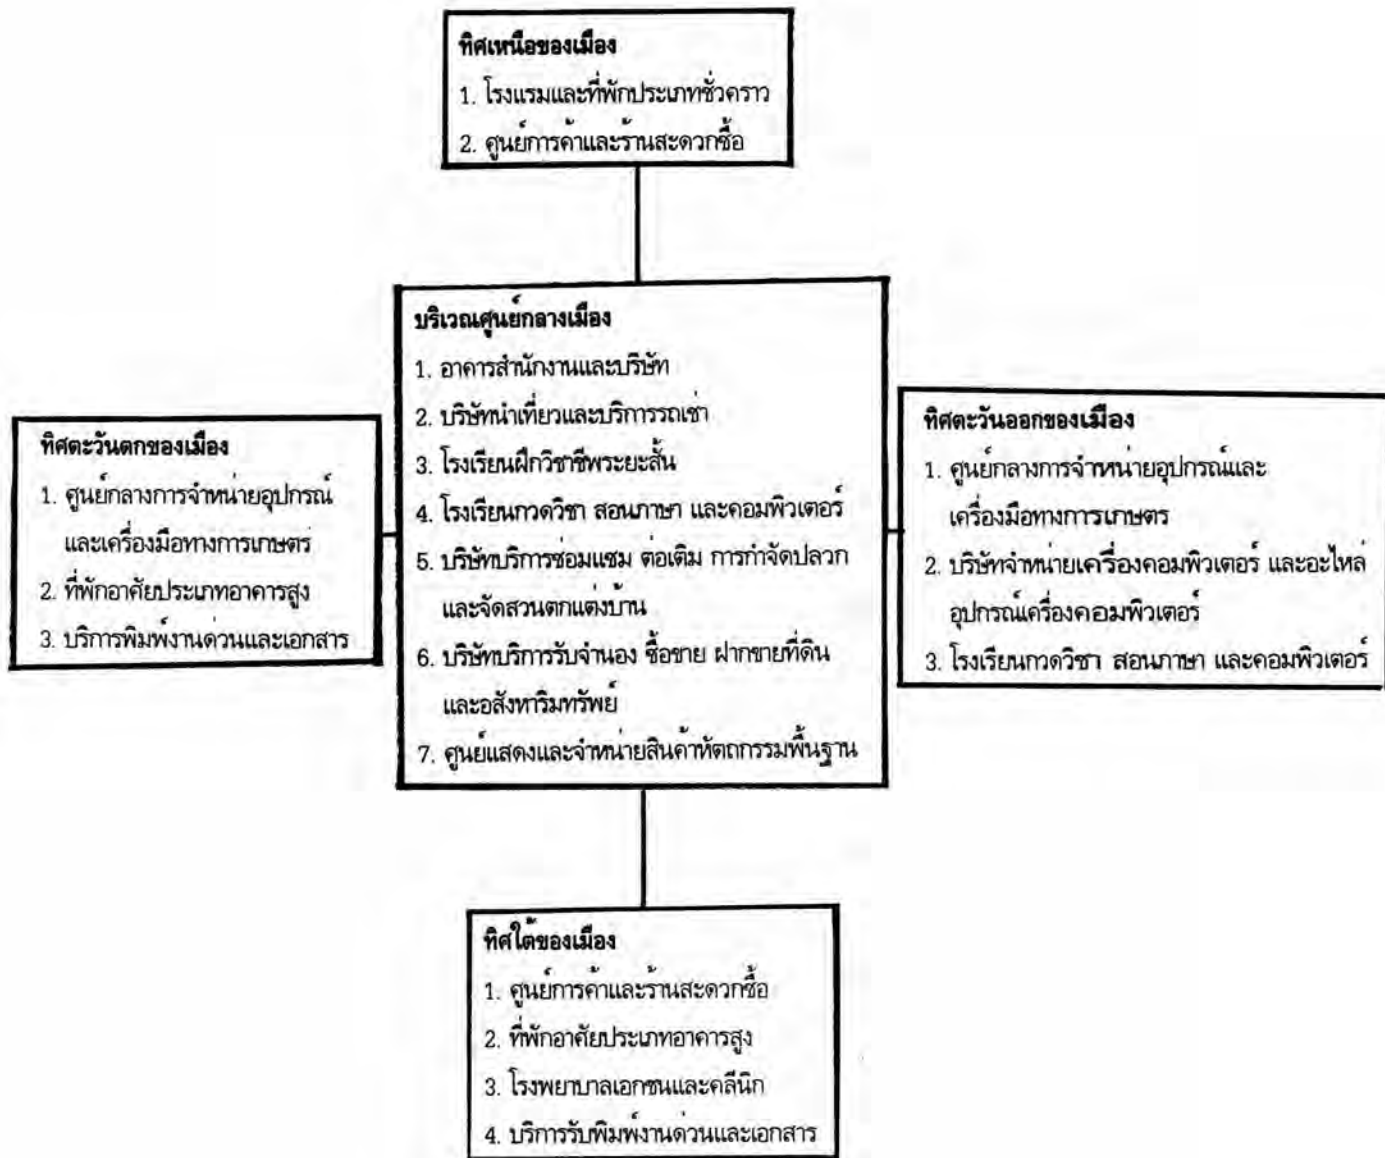 ทิศเหนือของเมือง
1. โรงแรมและที่พักประเภทชั่วคราว
2. ศูนย์การค้าและร้านสะดวกซื้อ
บริเวณศูนย์กลางเมือง
1. อาคารสำนักงานและบริษัท
2. บริษัทนำเที่ยวและบริการรถเช่า
3. โรงเรียนฝึกวิชาชีพระยะสั้น
4. โรงเรียนกวดวิชา สอนภาษา และคอมพิวเตอร์
5. บริษัทบริการซ่อมแซม ต่อเติม การกำจัดปลวก
และจัดสวนตกแต่งบ้าน
6. บริษัทบริการรับจำนอง ซื้อขาย ฝากขายที่ดิน
และอสังหาริมทรัพย์
7. ศูนย์แสดงและจำหน่ายสินค้าหัตถกรรมพื้นฐาน
ทิศตะวันตกของเมือง
1. ศูนย์กลางการจำหน่ายอุปกรณ์
และเครื่องมือทางการเกษตร
2. ที่พักอาศัยประเภทอาคารสูง
3. บริการพิมพ์งานด่วนและเอกสาร
ทิศตะวันออกของเมือง
1. ศูนย์กลางการจำหน่ายอุปกรณ์และ
เครื่องมือทางการเกษตร
2. บริษัทจำหน่ายเครื่องคอมพิวเตอร์ และอะไหล่
อุปกรณ์เครื่องคอมพิวเตอร์
3. โรงเรียนกวดวิชา สอนภาษา และคอมพิวเตอร์
ทิศใต้ของเมือง
1. ศูนย์การค้าและร้านสะดวกซื้อ
2. ที่พักอาศัยประเภทอาคารสูง
3. โรงพยาบาลเอกชนและคลีนิก
4. บริการรับพิมพ์งานด่วนและเอกสาร